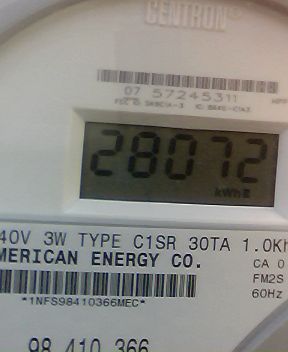 CENTRON®
07 57245311
28072
kWh
40V 3W TYPE C1SR 30TA 1.0Kh
MERICAN ENERGY CO.
CA 0
FM2S
60Hz
*1NFS98410366MEC*
98 410 366